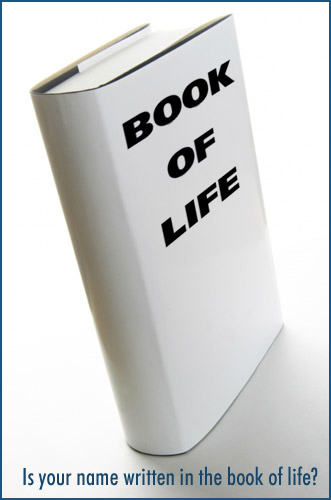 BOOK
OF
LIFE
Is your name written in the book of life?